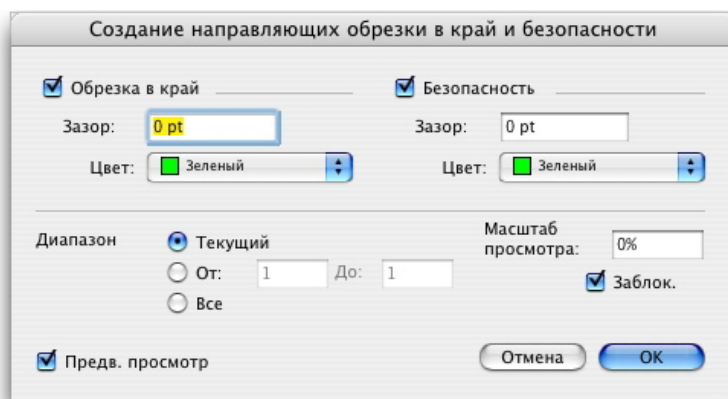 Создание направляющих обрезки в край и безопасности
Обрезка в край
Безопасность
Зазор: 0 pt
Зазор: 0 pt
Цвет: Зеленый
Цвет: Зеленый
Диапазон
Текущий
От: 1 До: 1
Все
Масштаб
просмотра: 0%
Заблок.
Предв. просмотр
Отмена
OK